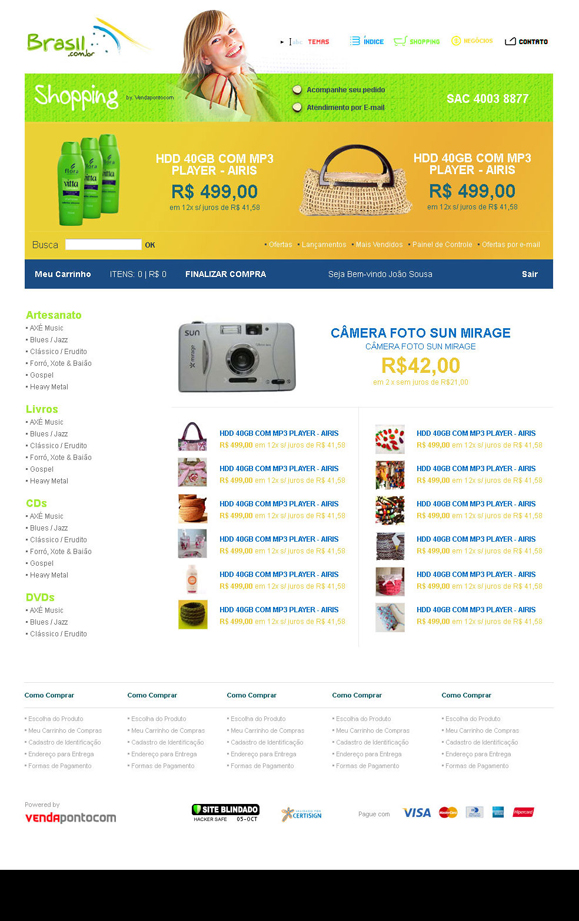 Brasil
.com.br
TEMAS
ÍNDICE
SHOPPING
NEGÓCIOS
CONTATO
Shopping
by Vendapontocom
Acompanhe seu pedido
Atendimento por E-mail
SAC 4003 8877
HDD 40GB COM MP3
PLAYER - AIRIS
R$ 499,00
em 12x s/ juros de R$ 41,58
HDD 40GB COM MP3
PLAYER - AIRIS
R$ 499,00
em 12x s/ juros de R$ 41,58
flora
vitta
Busca
OK
• Ofertas • Lançamentos • Mais Vendidos • Painel de Controle • Ofertas por e-mail
Meu Carrinho ITENS: 0 | R$ 0 FINALIZAR COMPRA Seja Bem-vindo João Sousa Sair
Artesanato
• AXÉ Music
• Blues / Jazz
• Clássico / Erudito
• Forró, Xote & Baião
• Gospel
• Heavy Metal
Livros
• AXÉ Music
• Blues / Jazz
• Clássico / Erudito
• Forró, Xote & Baião
• Gospel
• Heavy Metal
CDs
• AXÉ Music
• Blues / Jazz
• Clássico / Erudito
• Forró, Xote & Baião
• Gospel
• Heavy Metal
DVDs
• AXÉ Music
• Blues / Jazz
• Clássico / Erudito
sun
mirage
CÂMERA FOTO SUN MIRAGE
CÂMERA FOTO SUN MIRAGE
R$42,00
em 2 x sem juros de R$21,00
HDD 40GB COM MP3 PLAYER - AIRIS
R$ 499,00 em 12x s/ juros de R$ 41,58
HDD 40GB COM MP3 PLAYER - AIRIS
R$ 499,00 em 12x s/ juros de R$ 41,58
HDD 40GB COM MP3 PLAYER - AIRIS
R$ 499,00 em 12x s/ juros de R$ 41,58
HDD 40GB COM MP3 PLAYER - AIRIS
R$ 499,00 em 12x s/ juros de R$ 41,58
HDD 40GB COM MP3 PLAYER - AIRIS
R$ 499,00 em 12x s/ juros de R$ 41,58
HDD 40GB COM MP3 PLAYER - AIRIS
R$ 499,00 em 12x s/ juros de R$ 41,58
HDD 40GB COM MP3 PLAYER - AIRIS
R$ 499,00 em 12x s/ juros de R$ 41,58
HDD 40GB COM MP3 PLAYER - AIRIS
R$ 499,00 em 12x s/ juros de R$ 41,58
HDD 40GB COM MP3 PLAYER - AIRIS
R$ 499,00 em 12x s/ juros de R$ 41,58
HDD 40GB COM MP3 PLAYER - AIRIS
R$ 499,00 em 12x s/ juros de R$ 41,58
HDD 40GB COM MP3 PLAYER - AIRIS
R$ 499,00 em 12x s/ juros de R$ 41,58
HDD 40GB COM MP3 PLAYER - AIRIS
R$ 499,00 em 12x s/ juros de R$ 41,58
Como Comprar
• Escolha do Produto
• Meu Carrinho de Compras
• Cadastro de Identificação
• Endereço para Entrega
• Formas de Pagamento
Como Comprar
• Escolha do Produto
• Meu Carrinho de Compras
• Cadastro de Identificação
• Endereço para Entrega
• Formas de Pagamento
Como Comprar
• Escolha do Produto
• Meu Carrinho de Compras
• Cadastro de Identificação
• Endereço para Entrega
• Formas de Pagamento
Como Comprar
• Escolha do Produto
• Meu Carrinho de Compras
• Cadastro de Identificação
• Endereço para Entrega
• Formas de Pagamento
Como Comprar
• Escolha do Produto
• Meu Carrinho de Compras
• Cadastro de Identificação
• Endereço para Entrega
• Formas de Pagamento
Powered by
VENDApontocom
SITE BLINDADO
HACKER SAFE 05-OCT
CERTISIGN
Pague com
VISA